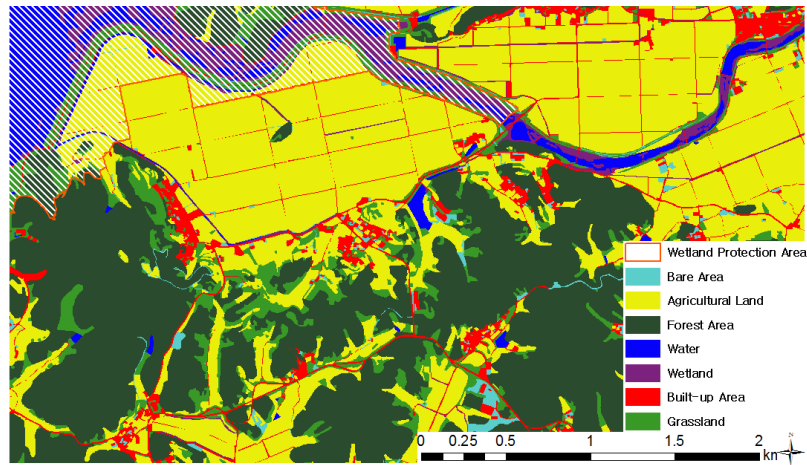 Wetland Protection Area
Bare Area
Agricultural Land
Forest Area
Water
Wetland
Built-up Area
Grassland
0 0.25 0.5 1 1.5 2
kn
N